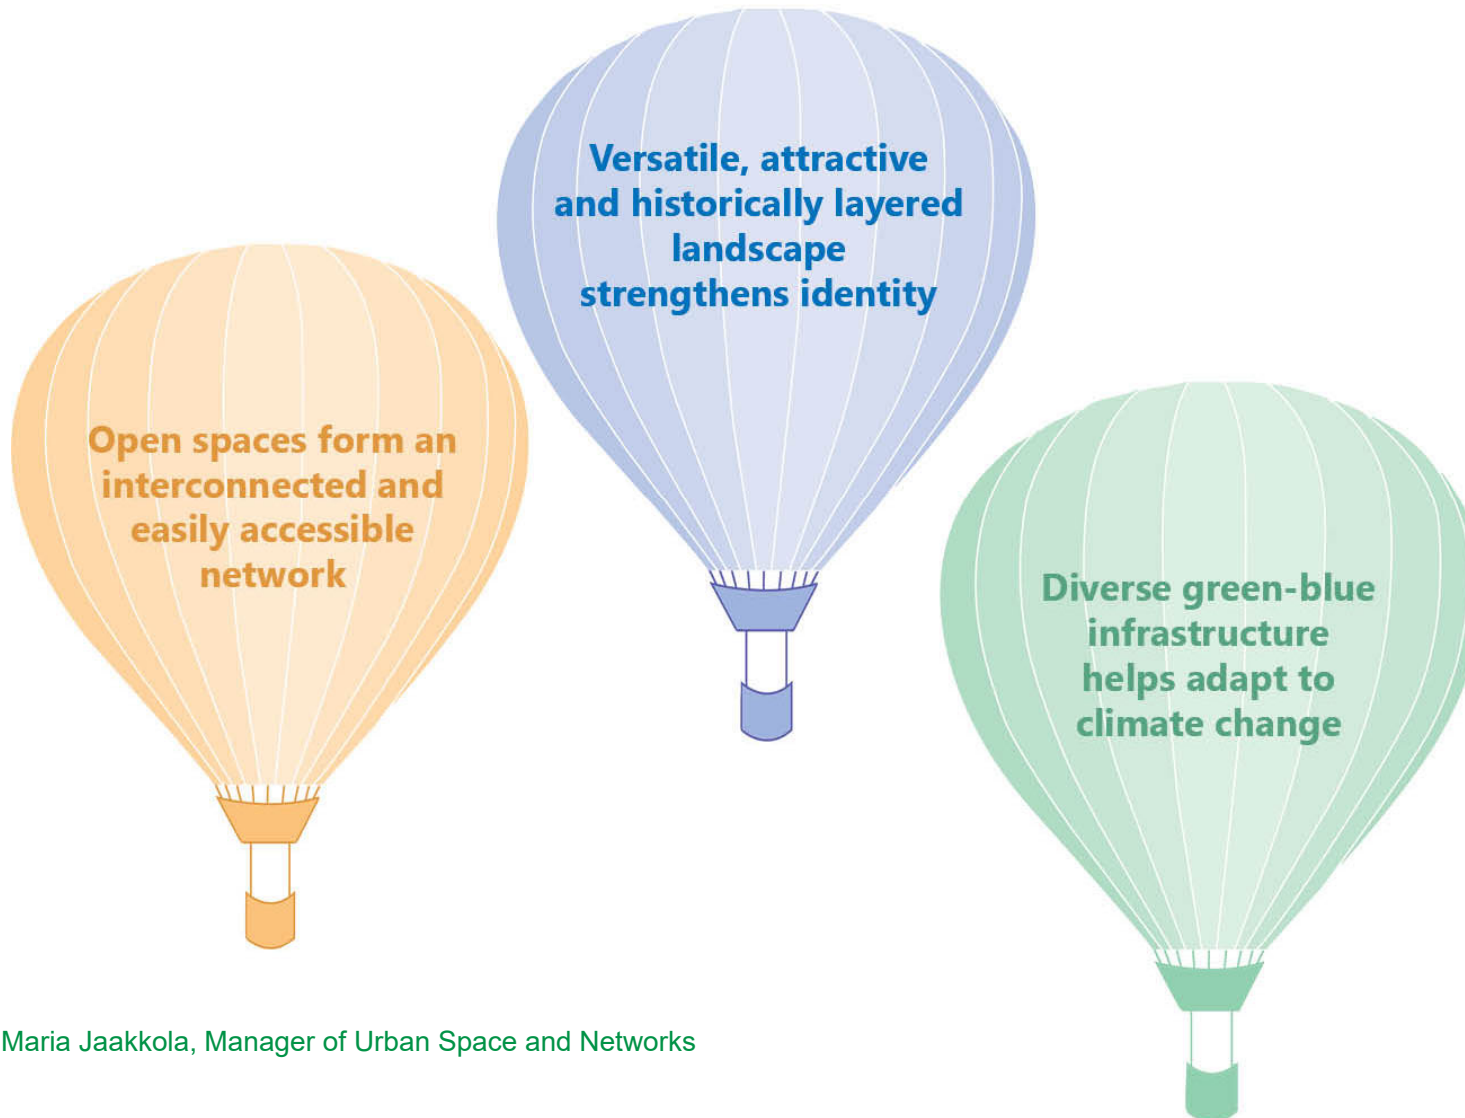 Versatile, attractive
and historically layered
landscape
strengthens identity
Open spaces form an
interconnected and
easily accessible
network
Diverse green-blue
infrastructure
helps adapt to
climate change
Maria Jaakkola, Manager of Urban Space and Networks